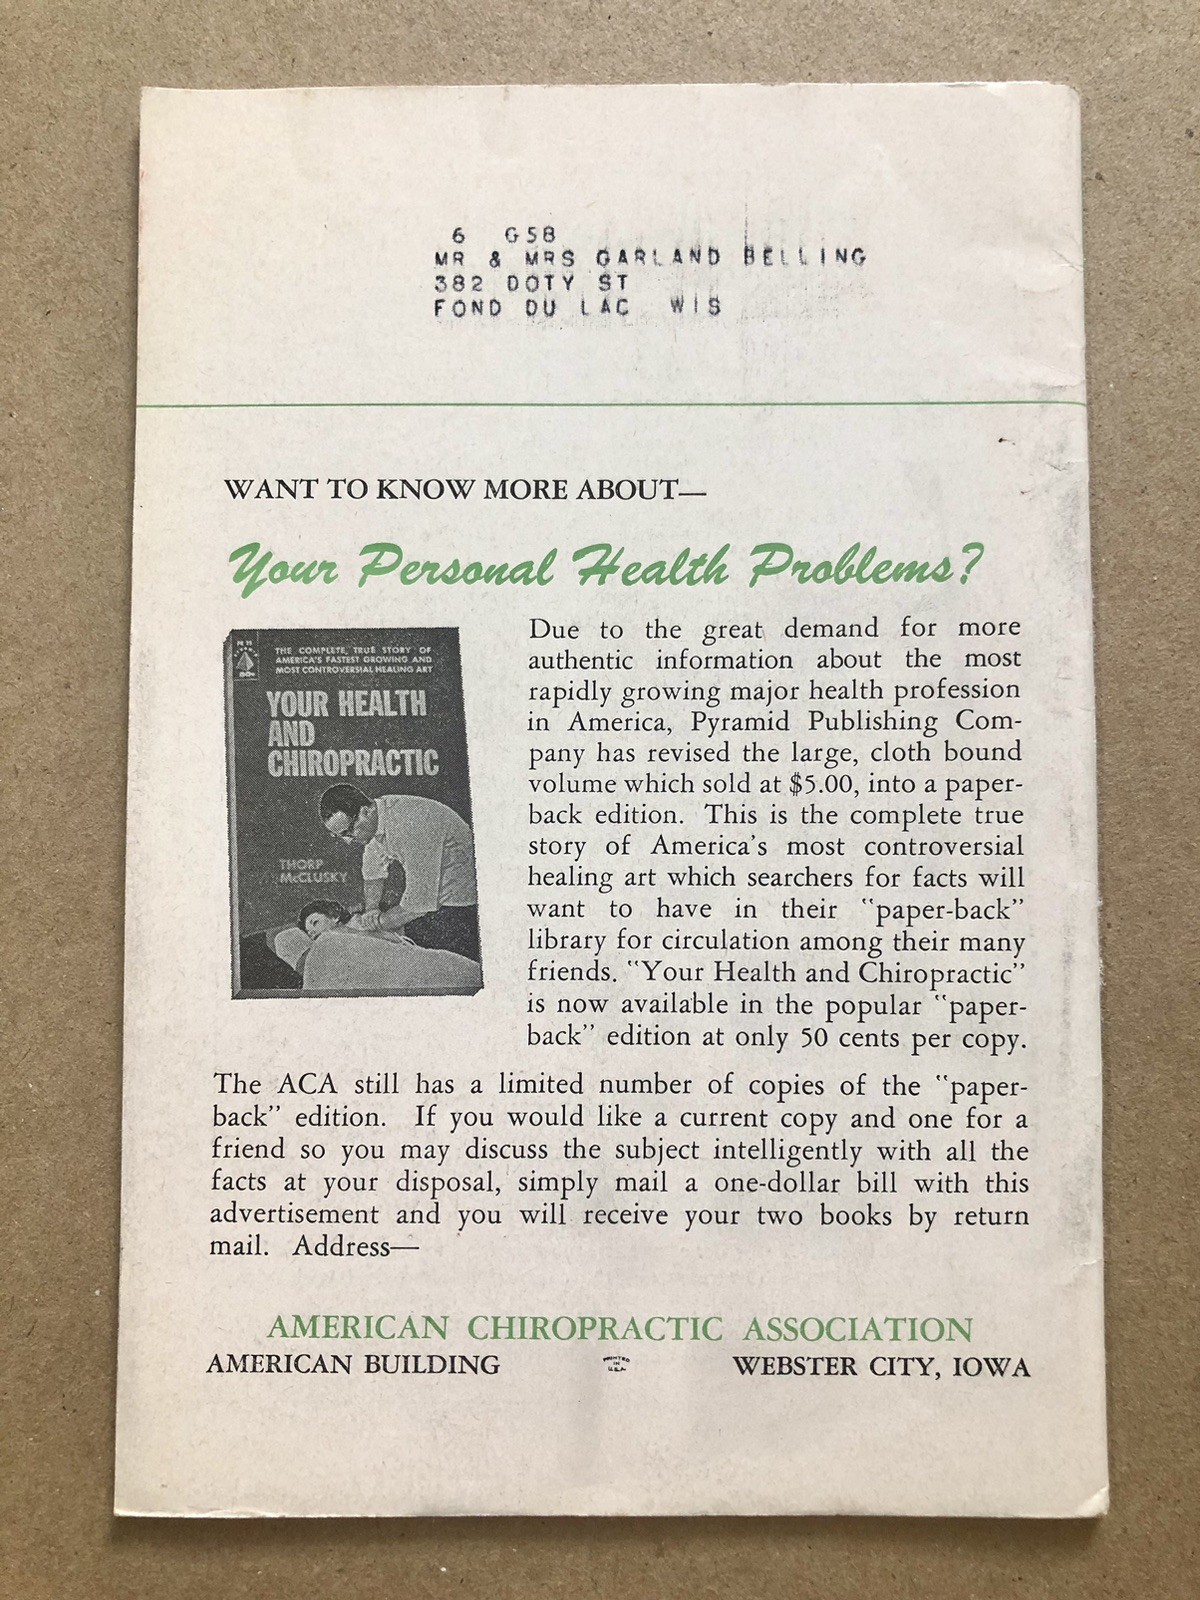 6 G58
MR & MRS GARLAND BELLING
382 DOTY ST
FOND DU LAC WIS
WANT TO KNOW MORE ABOUT—
Your Personal Health Problems?
THE COMPLETE, TRUE STORY OF
AMERICA'S FASTEST GROWING AND
MOST CONTROVERSIAL HEALING ART
YOUR HEALTH
AND
CHIROPRACTIC
THORP
McCLUSKY
Due to the great demand for more
authentic information about the most
rapidly growing major health profession
in America, Pyramid Publishing Com-
pany has revised the large, cloth bound
volume which sold at $5.00, into a paper-
back edition. This is the complete true
story of America's most controversial
healing art which searchers for facts will
want to have in their "paper-back"
library for circulation among their many
friends. "Your Health and Chiropractic"
is now available in the popular "paper-
back" edition at only 50 cents per copy.
The ACA still has a limited number of copies of the "paper-
back" edition. If you would like a current copy and one for a
friend so you may discuss the subject intelligently with all the
facts at your disposal, simply mail a one-dollar bill with this
advertisement and you will receive your two books by return
mail. Address—
AMERICAN CHIROPRACTIC ASSOCIATION
AMERICAN BUILDING
PRINTED
IN
U.S.A.
WEBSTER CITY, IOWA